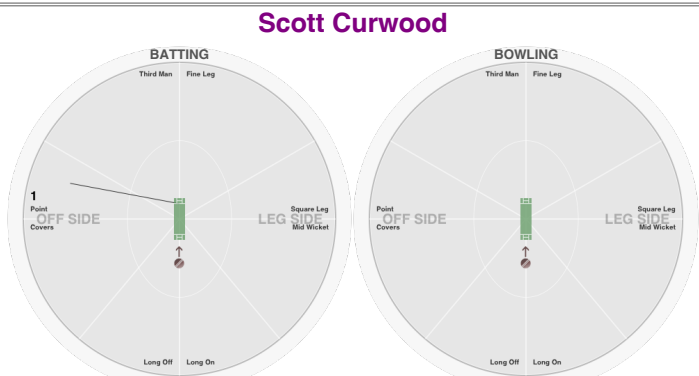 Scott Curwood
BATTING
Third Man Fine Leg
1
Point
OFF SIDE
Covers
Square Leg
LEG SIDE
Mid Wicket
Long Off Long On
BOWLING
Third Man Fine Leg
Point
OFF SIDE
Covers
Square Leg
LEG SIDE
Mid Wicket
Long Off Long On